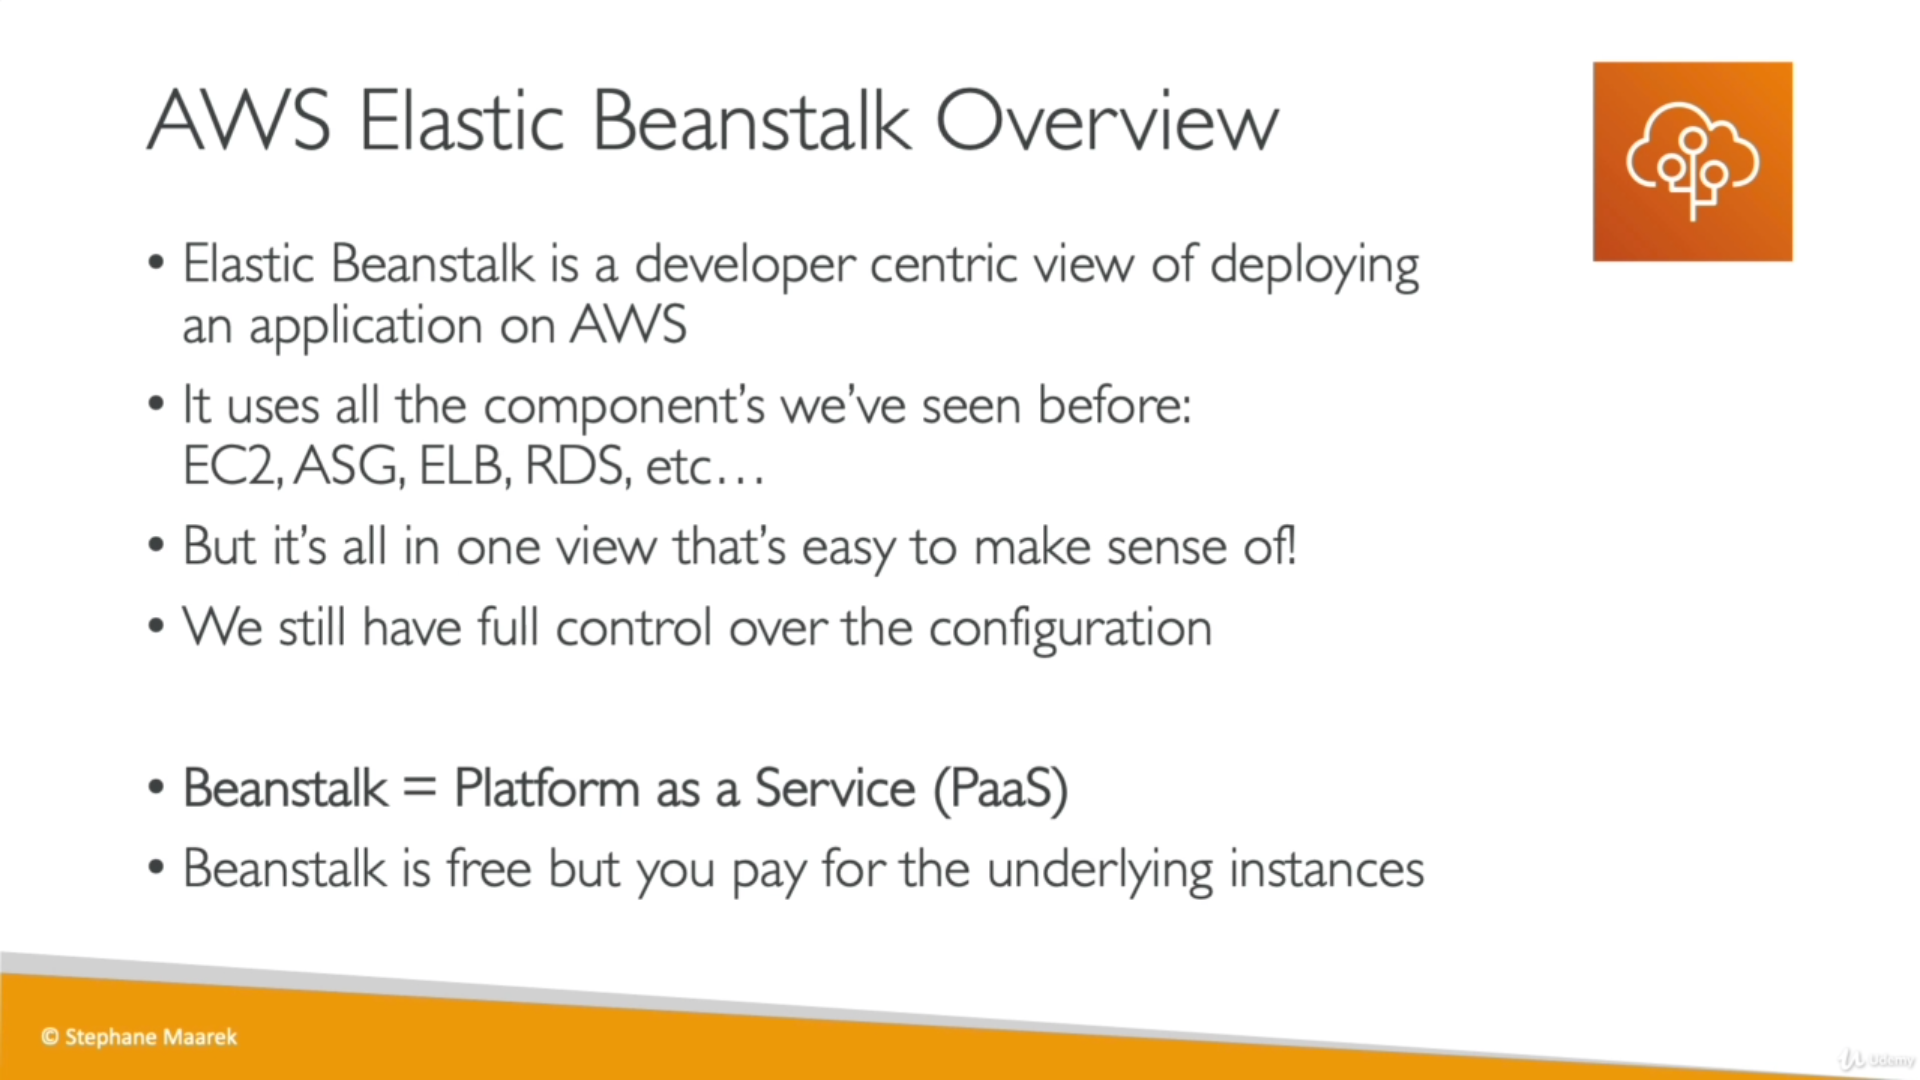 AWS Elastic Beanstalk Overview
• Elastic Beanstalk is a developer centric view of deploying
an application on AWS
• It uses all the component’s we’ve seen before:
EC2, ASG, ELB, RDS, etc…
• But it’s all in one view that’s easy to make sense of!
• We still have full control over the configuration
• Beanstalk = Platform as a Service (PaaS)
• Beanstalk is free but you pay for the underlying instances
© Stephane Maarek
Udemy